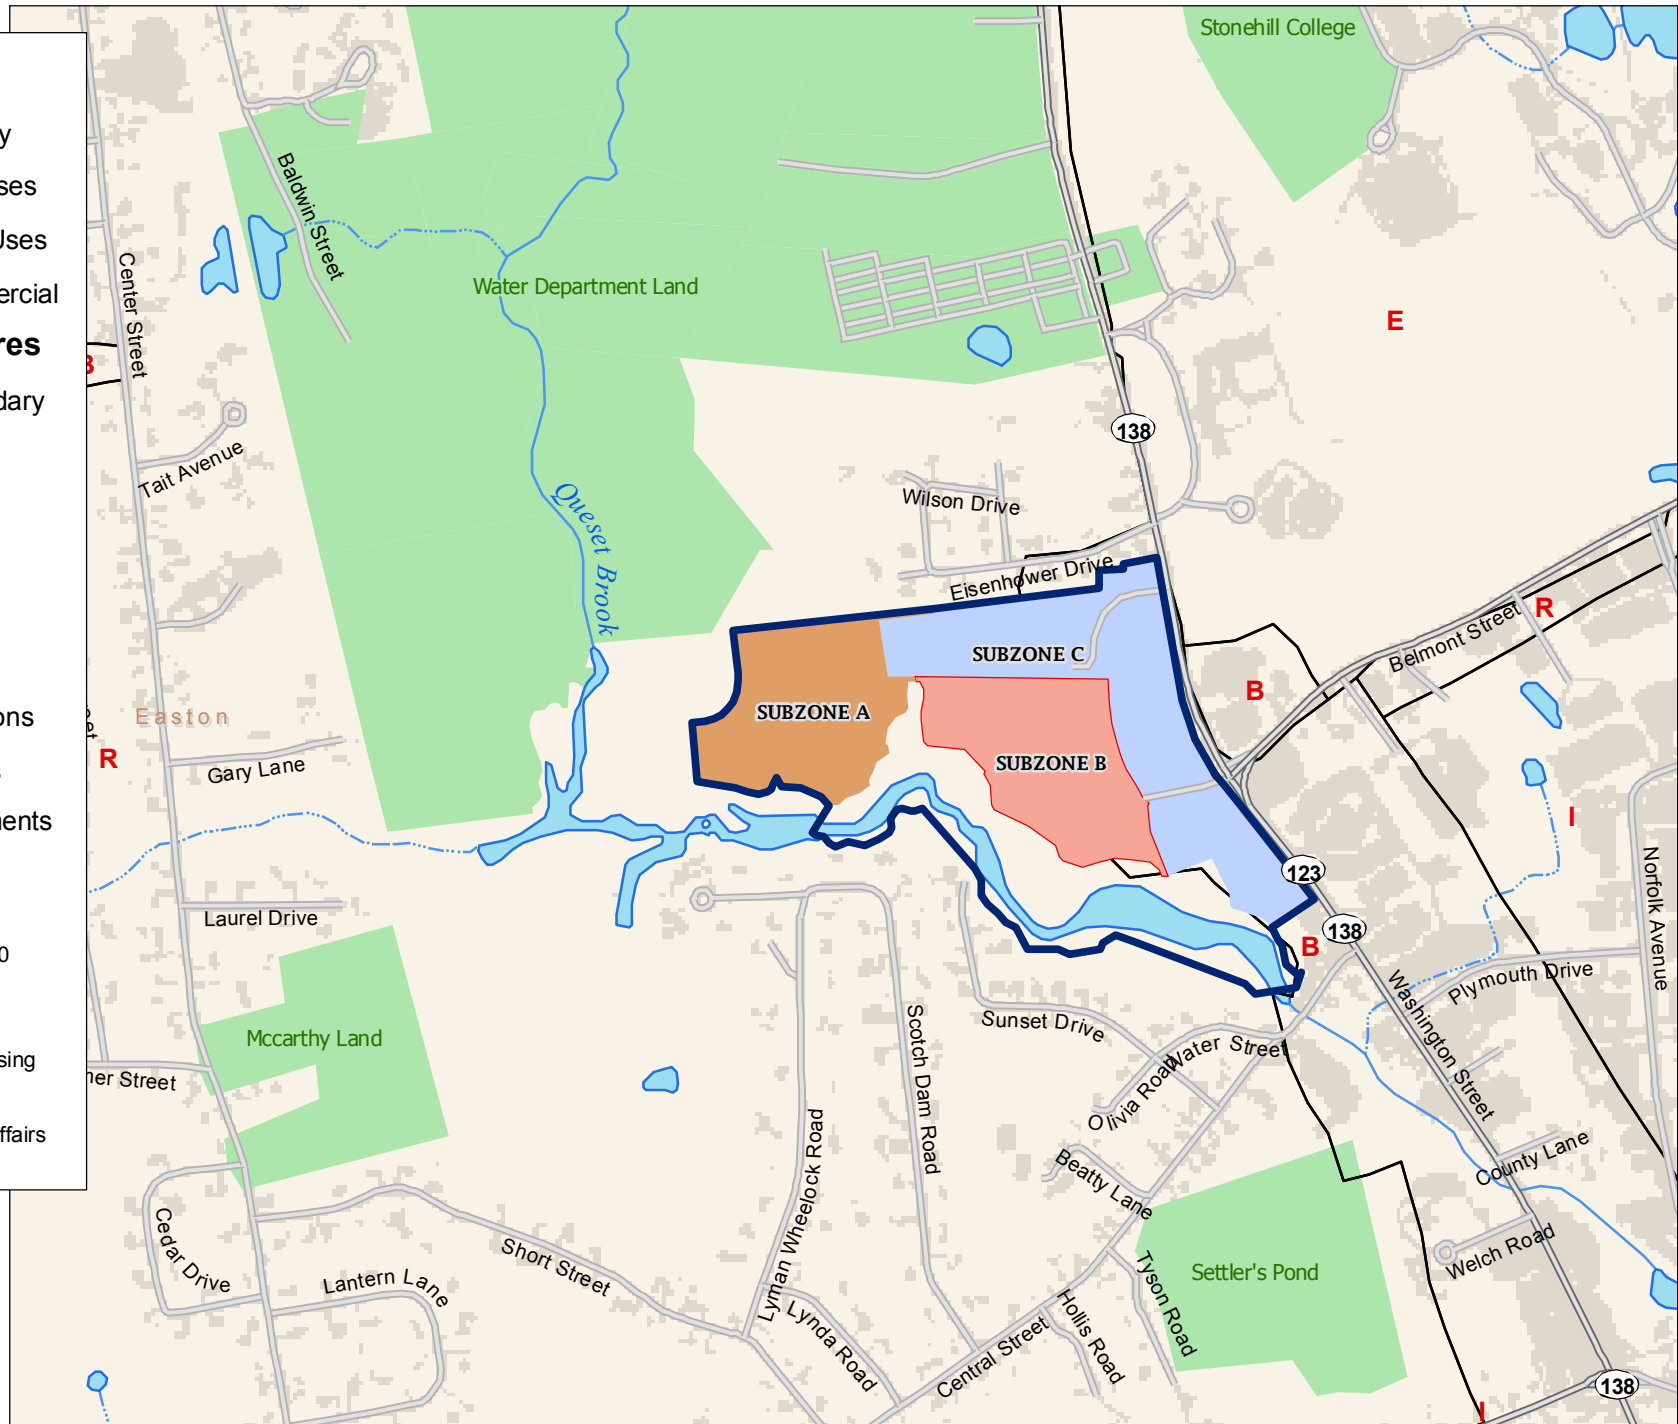 Stonehill College
Baldwin Street
Center Street
Water Department Land
E
138
Tait Avenue
Queset Brook
Wilson Drive
Eisenhower Drive
R
Belmont Street
SUBZONE C
SUBZONE A
B
SUBZONE B
Easton
R
Gary Lane
I
123
Norfolk Avenue
Laurel Drive
138
B
Plymouth Drive
Washington Street
Sunset Drive
Scotch Dam Road
Water Street
Mccarthy Land
Olivia Road
County Lane
Beatty Lane
Lyman Wheelock Road
Cedar Drive
Short Street
Lantern Lane
Welch Road
Settler's Pond
Tyson Road
Hollis Road
Lynda Road
Central Street
138
I
B
y
ses
Uses
ercial
res
dary
ons
s
ments
0
sing
ffairs
ner Street